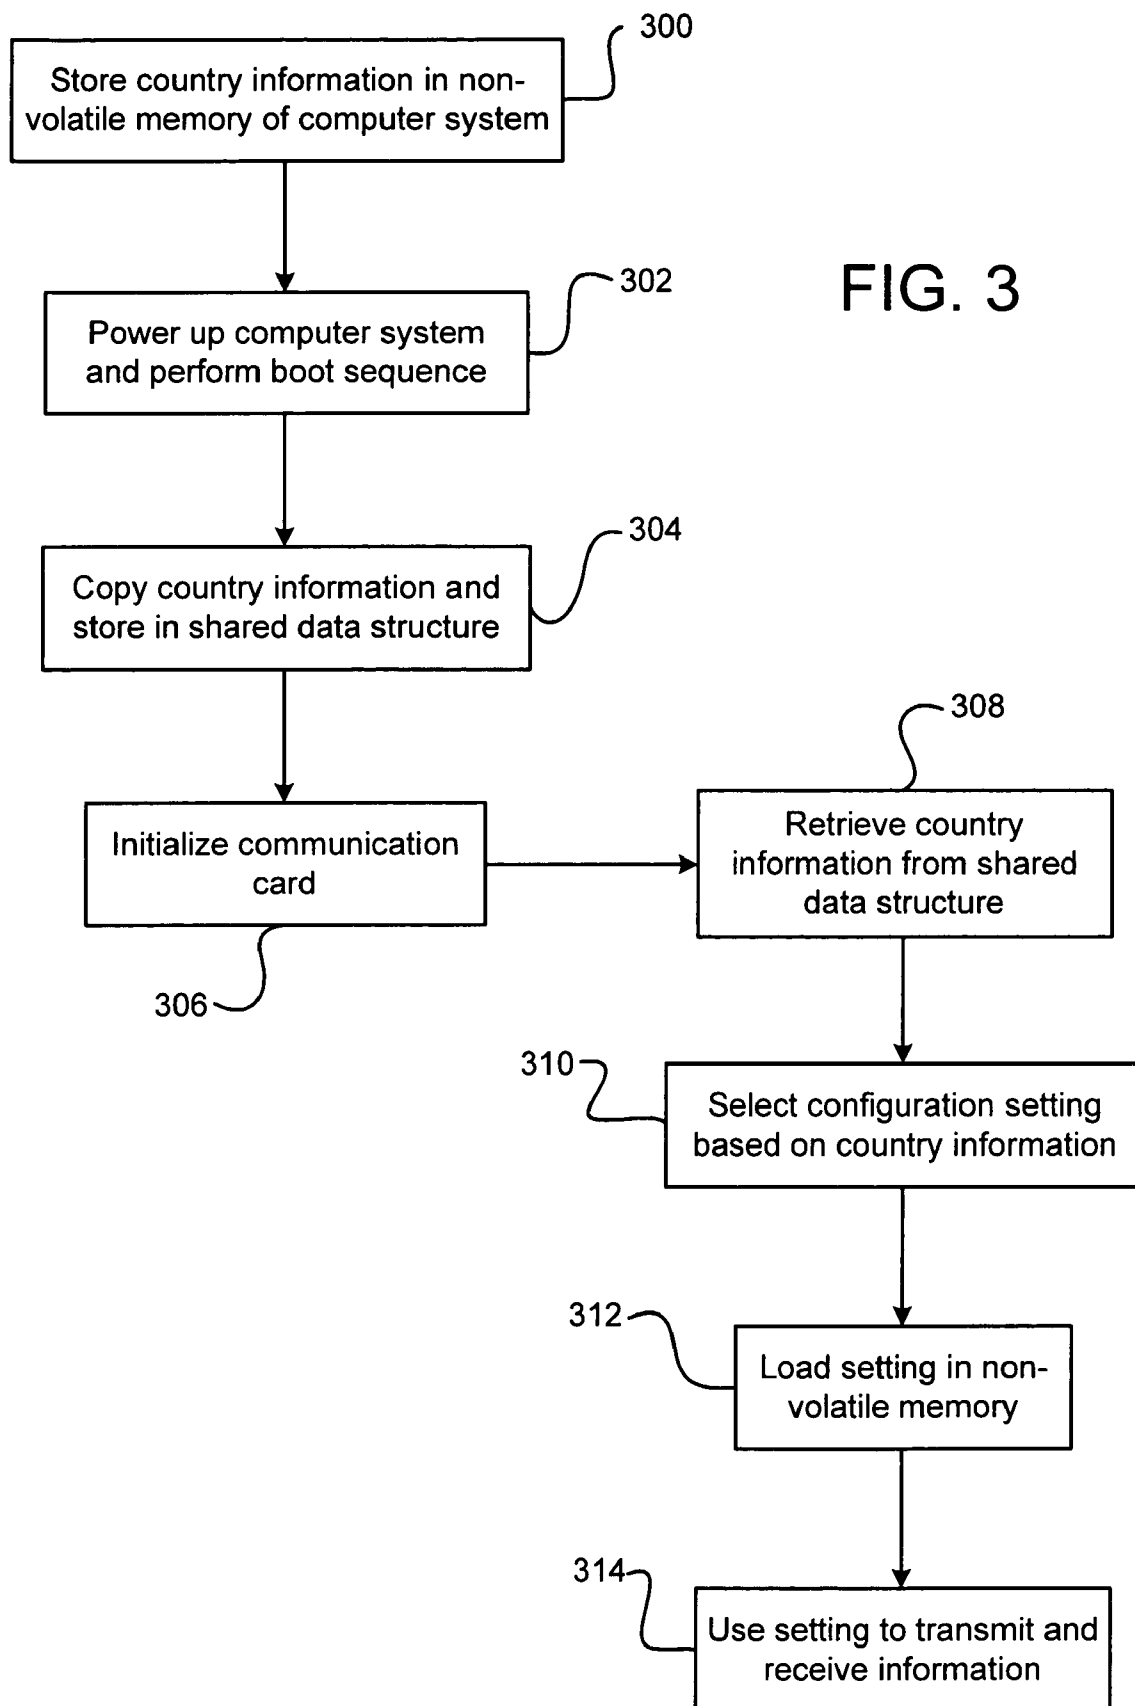 300
Store country information in non-
volatile memory of computer system
302
FIG. 3
Power up computer system
and perform boot sequence
304
Copy country information and
store in shared data structure
308
Initialize communication
card
Retrieve country
information from shared
data structure
306
310
Select configuration setting
based on country information
312
Load setting in non-
volatile memory
314
Use setting to transmit and
receive information